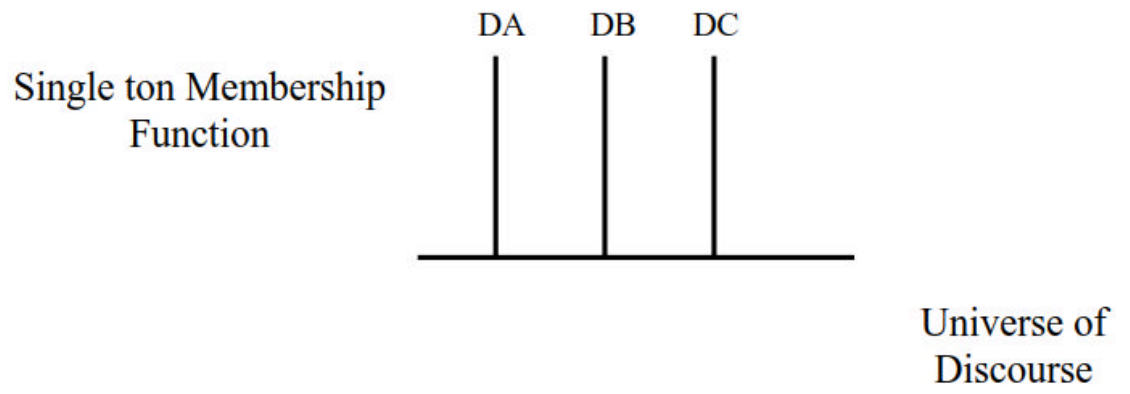 DA DB DC
Single ton Membership
Function
Universe of
Discourse